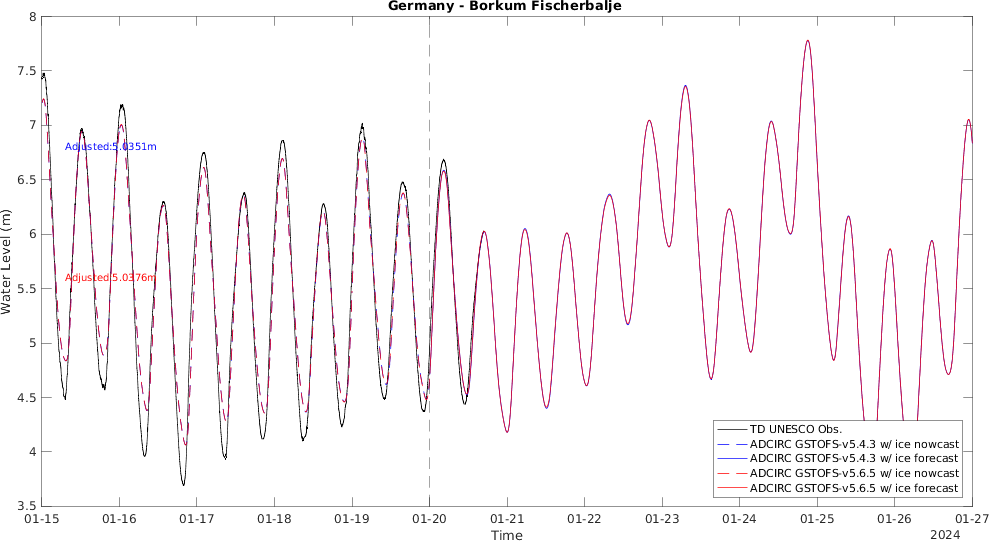 Germany - Borkum Fischerbalje
8
7.5
7
6.5
6
5.5
5
4.5
4
3.5
Water Level (m)
Adjusted:5.0351m
Adjusted:5.0376m
TD UNESCO Obs.
ADCIRC GSTOFS-v5.4.3 w/ ice nowcast
ADCIRC GSTOFS-v5.4.3 w/ ice forecast
ADCIRC GSTOFS-v5.6.5 w/ ice nowcast
ADCIRC GSTOFS-v5.6.5 w/ ice forecast
01-15 01-16 01-17 01-18 01-19 01-20 01-21 01-22 01-23 01-24 01-25 01-26 01-27
Time
2024